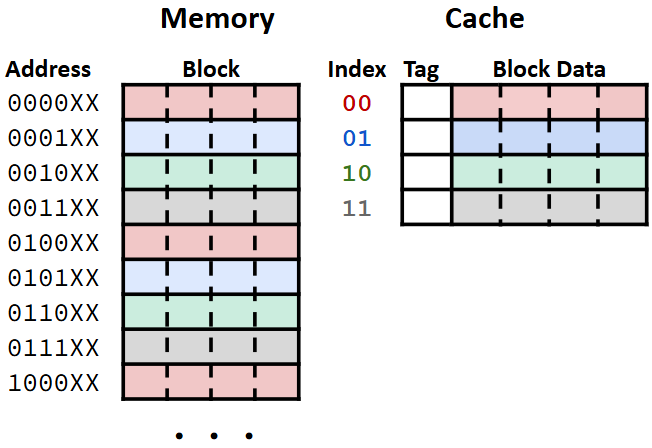 Memory Cache
Address Block Index Tag Block Data
0000XX 00
0001XX 01
0010XX 10
0011XX 11
0100XX
0101XX
0110XX
0111XX
1000XX
. . .